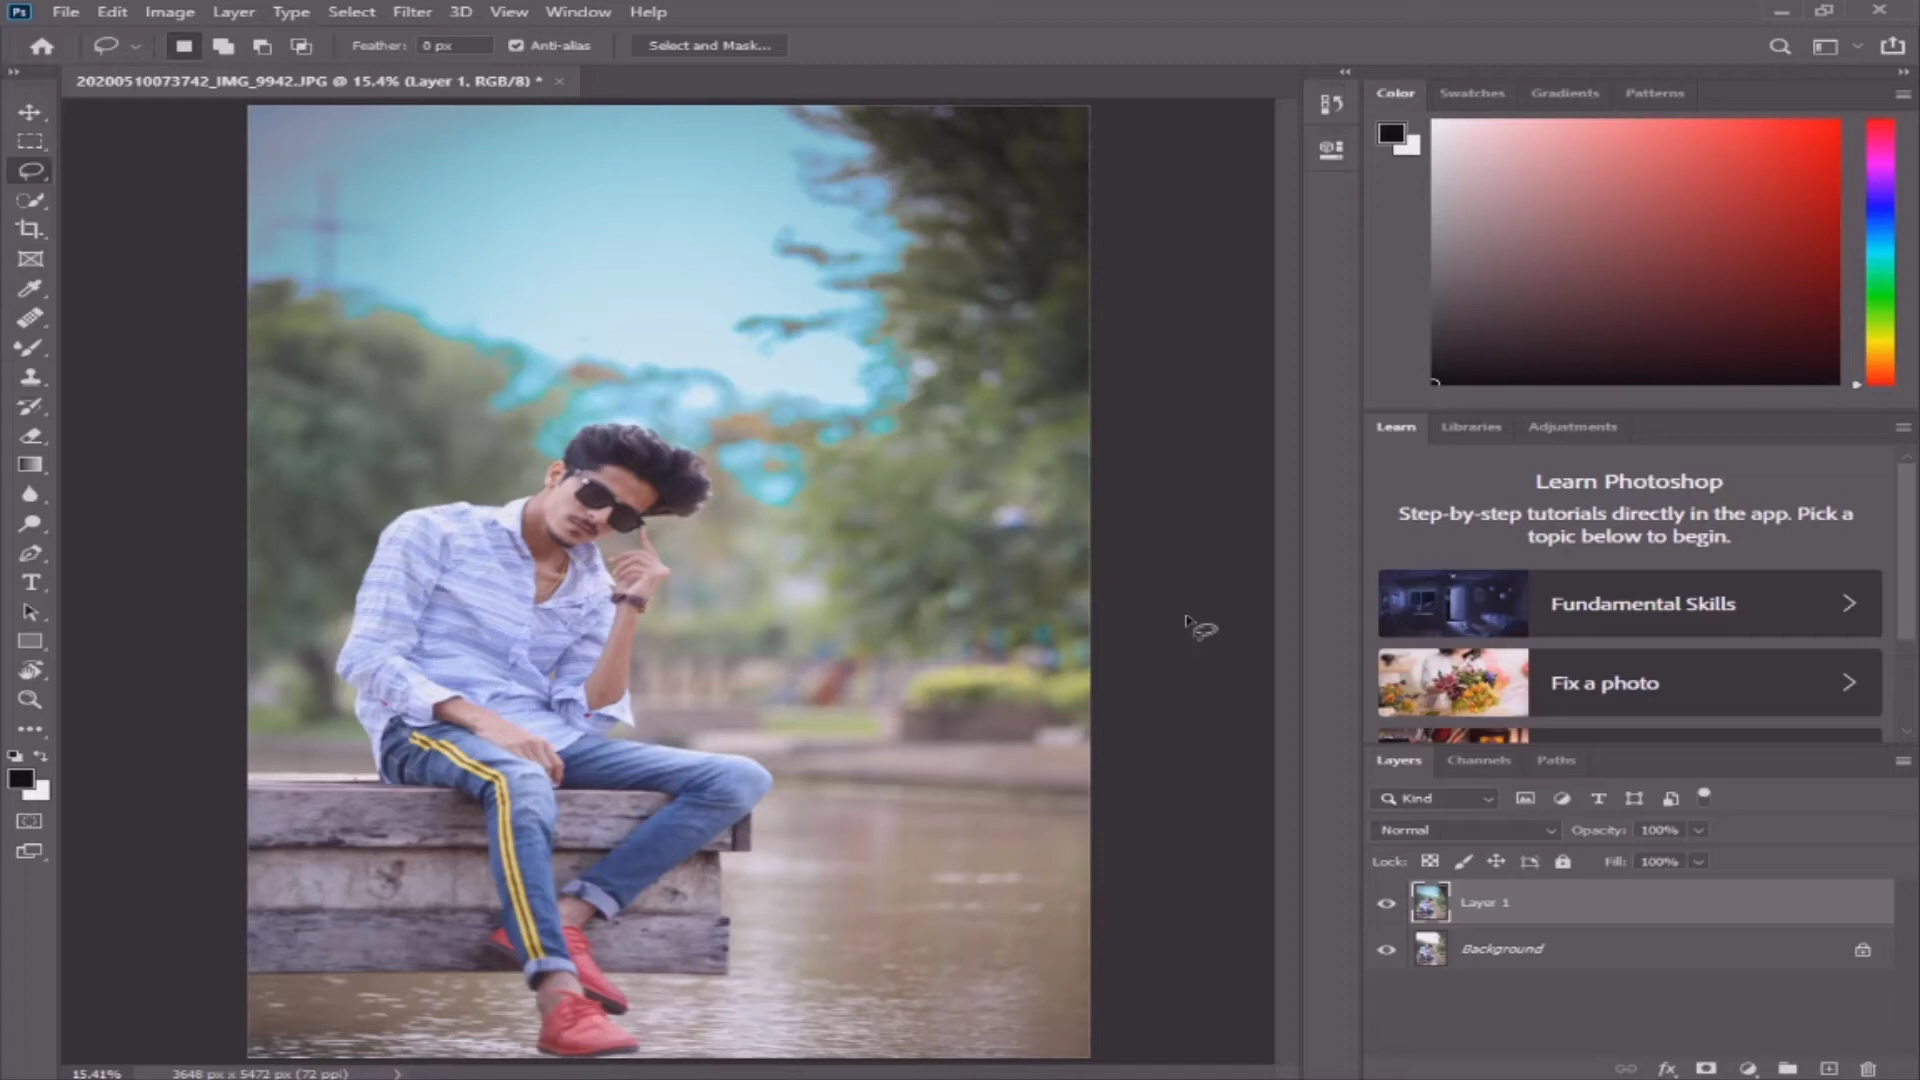 Ps File Edit Image Layer Type Select Filter 3D View Window Help
Feather: 0 px Anti-alias Select and Mask...
20200510073742_IMG_9942.JPG @ 15.4% (Layer 1, RGB/8) * ×
Color Swatches Gradients Patterns
Learn Libraries Adjustments
Learn Photoshop
Step-by-step tutorials directly in the app. Pick a
topic below to begin.
Fundamental Skills
Fix a photo
Layers Channels Paths
Kind
Normal Opacity: 100%
Lock: Fill: 100%
Layer 1
Background
15.41% 3648 px x 5472 px (72 ppi)